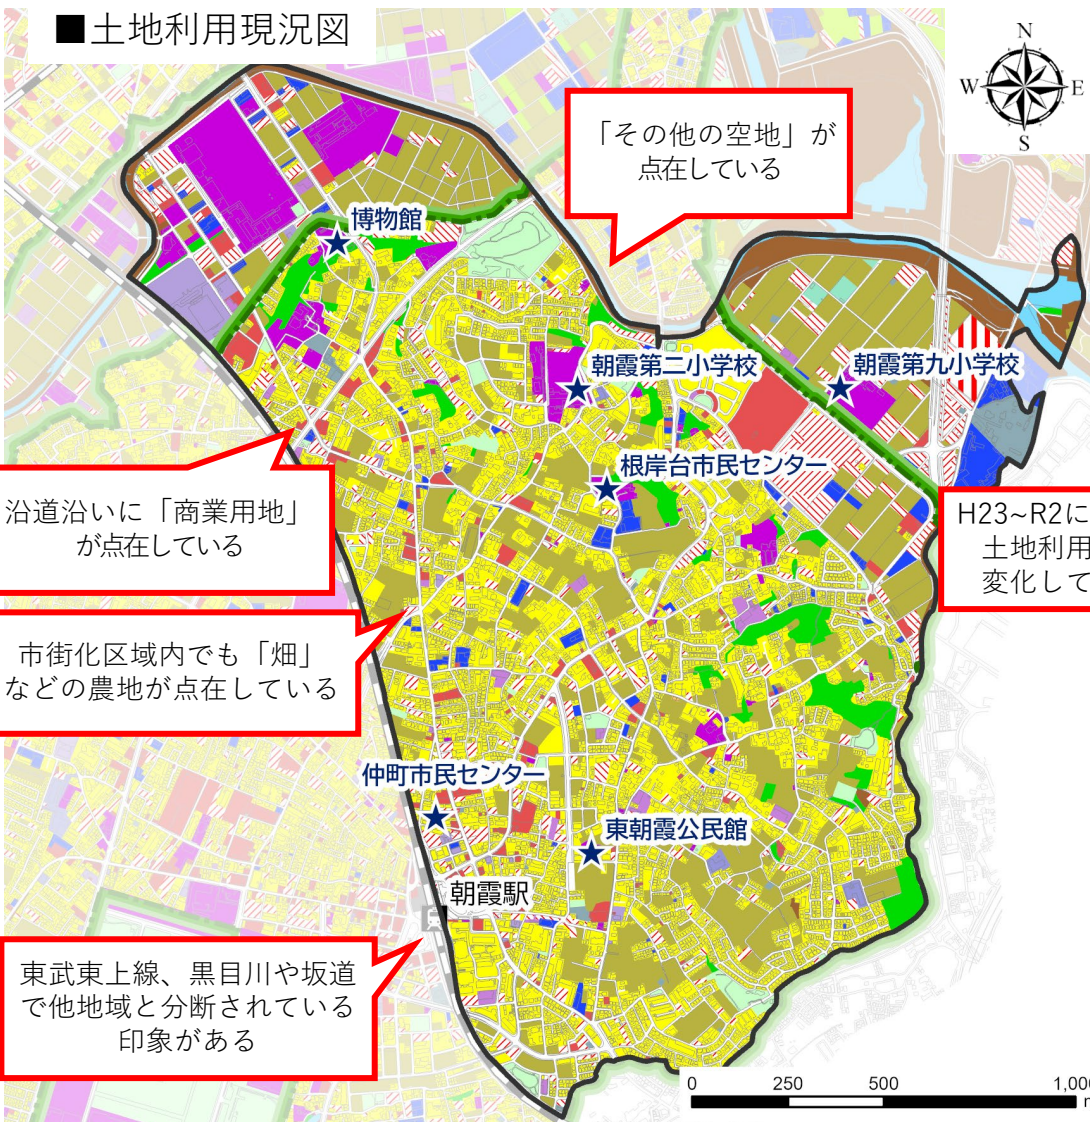 ■土地利用現況図
N
W
E
S
「その他の空地」が
点在している
博物館
朝霞第二小学校
朝霞第九小学校
根岸台市民センター
沿道沿いに「商業用地」
が点在している
H23~R2に
土地利用
変化して
市街化区域内でも「畑」
などの農地が点在している
仲町市民センター
東朝霞公民館
朝霞駅
東武東上線、黒目川や坂道
で他地域と分断されている
印象がある
0 250 500 1,00